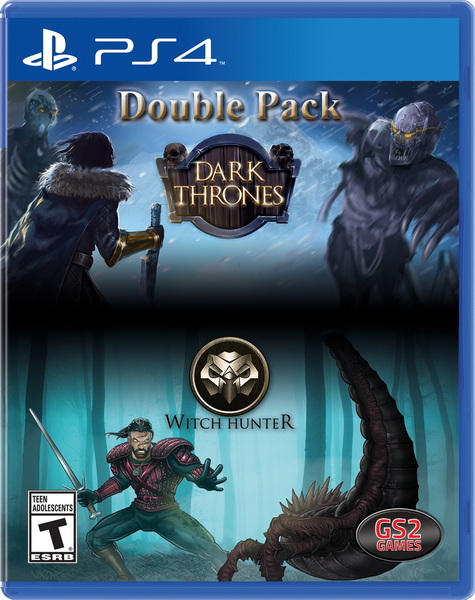 PS4
Double Pack
DARK
THRONES
WITCH HUNTER
TEEN
ADOLESCENTS
T
ESRB
GS2
GAMES